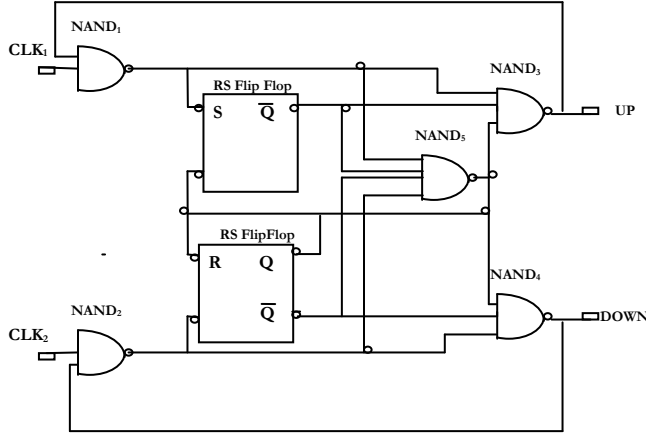 NAND₁
CLK₁
NAND₃
RS Flip Flop
S Q̅
UP
NAND₅
RS FlipFlop
R Q
NAND₄
Q̅
NAND₂
DOWN
CLK₂